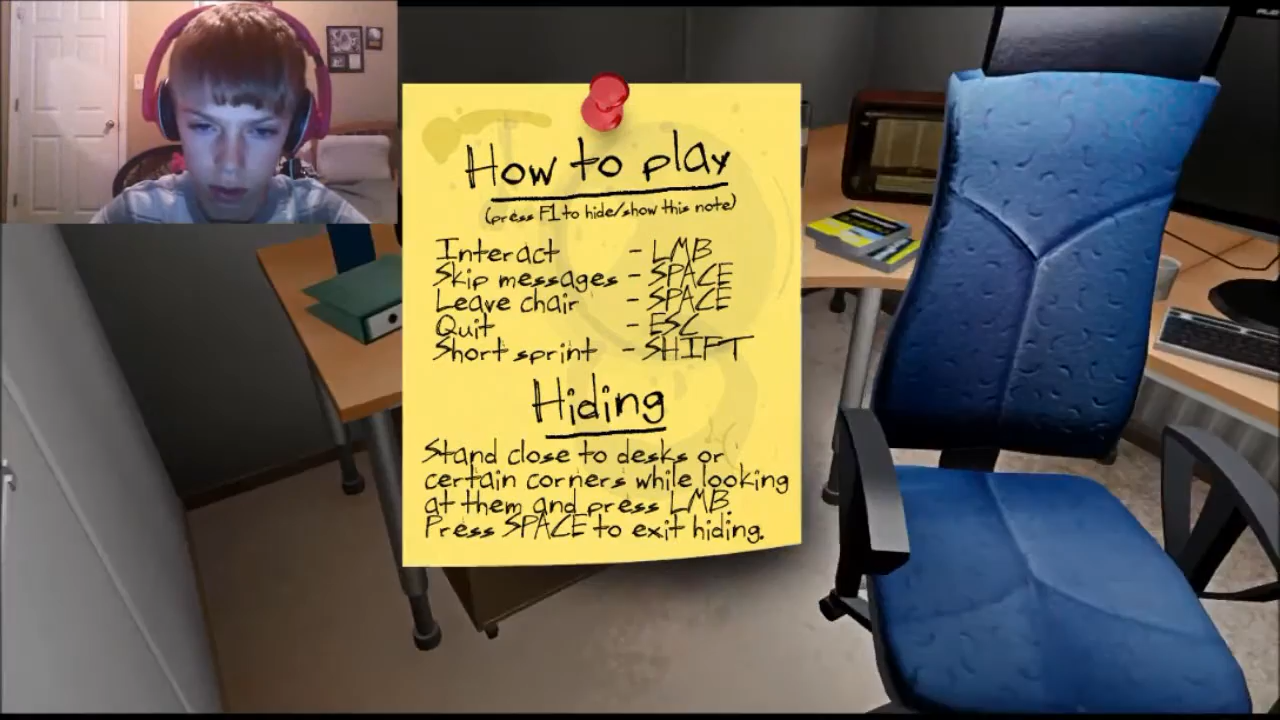 How to play
(press F1 to hide/show this note)
Interact - LMB
Skip messages - SPACE
Leave chair - SPACE
Quit - ESC
Short sprint - SHIFT
Hiding
Stand close to desks or
certain corners while looking
at them and press LMB.
Press SPACE to exit hiding.